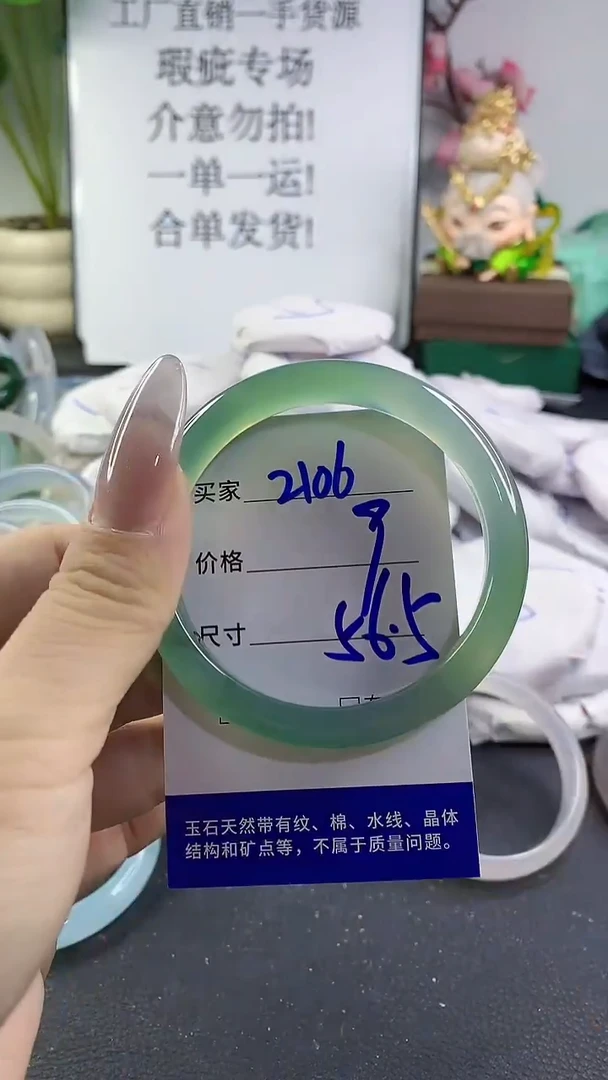 工厂直销一手货源
瑕疵专场
介意勿拍!
一单一运!
合单发货!
买家 2106
价格
尺寸 56.5
玉石天然带有纹、棉、水线、晶体
结构和矿点等，不属于质量问题。